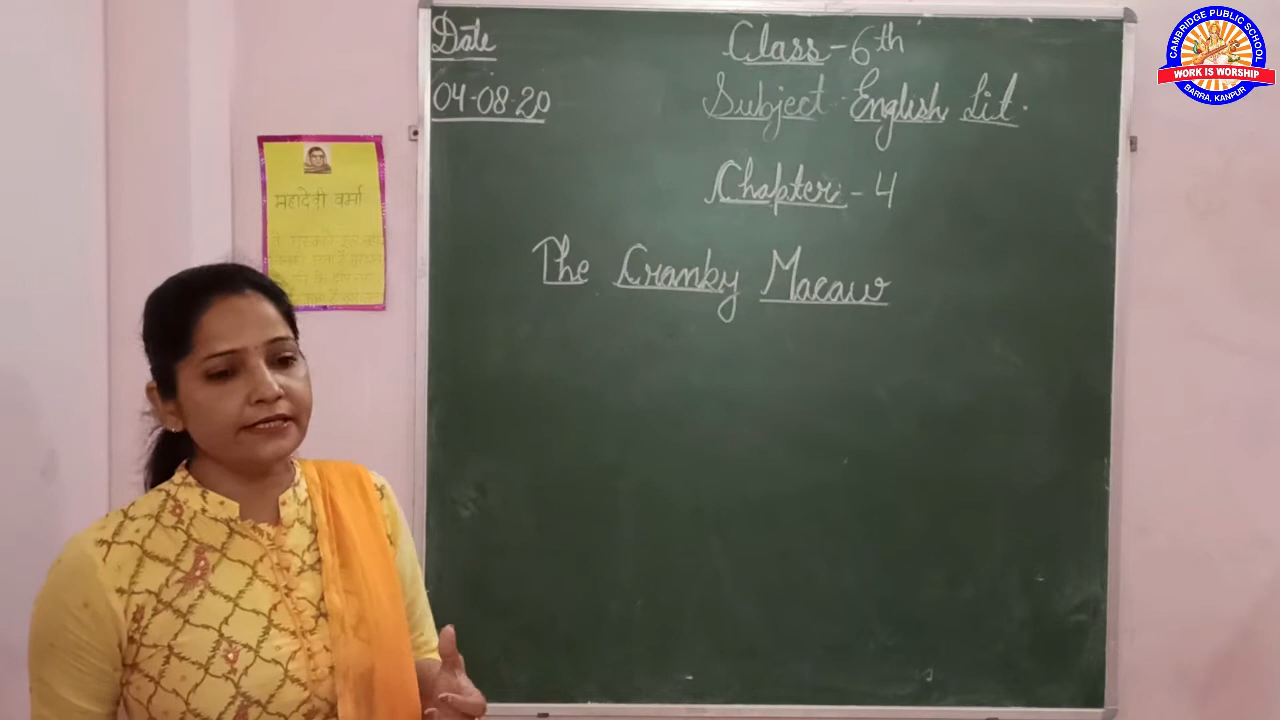 Date
04-08-20
Class-6th
Subject English Lit.
Chapter-4
The Cranky Macaw
महादेवी वर्मा
CAMBRIDGE PUBLIC SCHOOL
WORK IS WORSHIP
BARRA, KANPUR